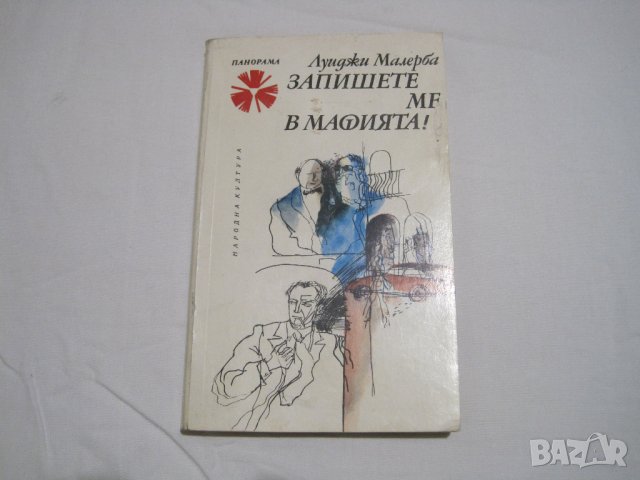 ПАНОРАМА
Луиджи Малерба
ЗАПИШЕТЕ
МЕ
В МАФИЯТА!
НАРОДНА КУЛТУРА
BAZAR